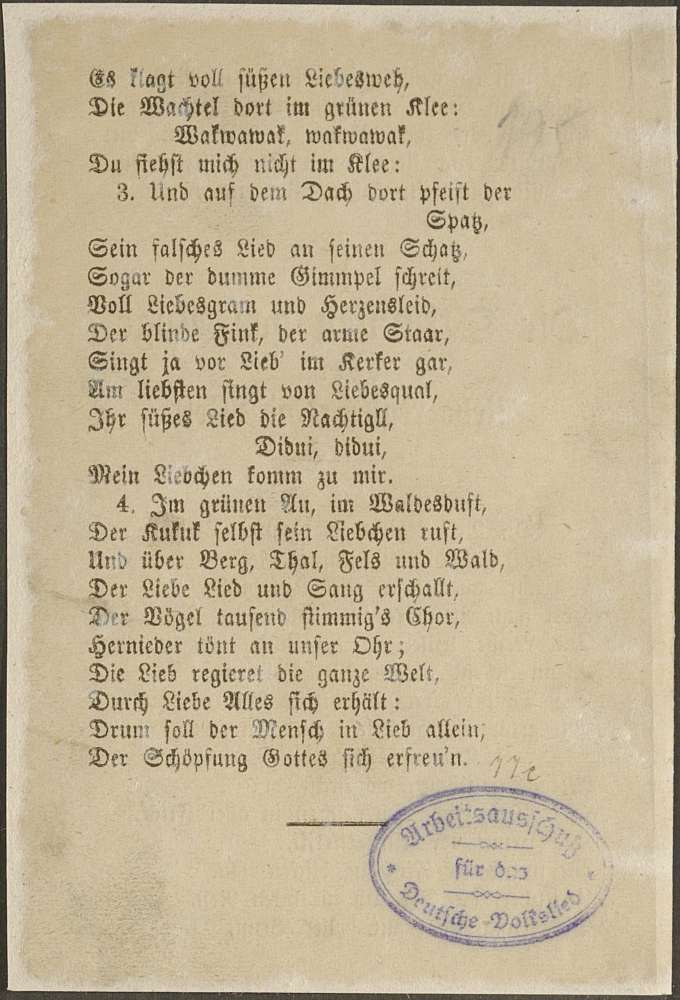 Es klagt voll süßen Liebesweh,
Die Wachtel dort im grünen Klee:
Wakwawak, wakwawak,
Du siehst mich nicht im Klee:
3. Und auf dem Dach dort pfeift der
Spatz,
Sein falsches Lied an seinen Schatz,
Sogar der dumme Gimmpel schreit,
Voll Liebesgram und Herzensleid,
Der blinde Fink, der arme Staar,
Singt ja vor Lieb' im Kerker gar,
Am liebsten singt von Liebesqual,
Ihr süßes Lied die Nachtigll,
Didui, didui,
Mein Liebchen komm zu mir.
4. Im grünen Au, im Waldesduft,
Der Kukuk selbst sein Liebchen ruft,
Und über Berg, Thal, Fels und Wald,
Der Liebe Lied und Sang erschallt,
Der Vögel tausend stimmig's Chor,
Hernieder tönt an unser Ohr;
Die Lieb regieret die ganze Welt,
Durch Liebe Alles sich erhält:
Drum soll der Mensch in Lieb allein,
Der Schöpfung Gottes sich erfreu'n.
Arbeitsausschuß
für das
Deutsche Volkslied